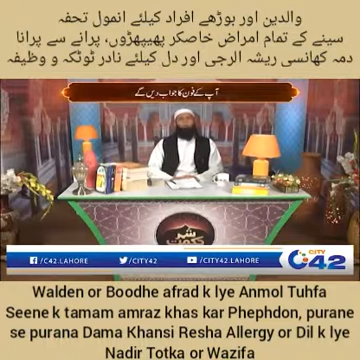 والدین اور بوڑھے افراد کیلئے انمول تحفہ
سینے کے تمام امراض خاصکر پھیپھڑوں، پرانے سے پرانا
دمہ کھانسی ریشہ الرجی اور دل کیلئے نادر ٹوٹکہ و وظیفہ
آپ کے فون کا جواب دیں گے
/C42.LAHORE
/CITY42
/C42.LAHORE
CITY
42
Walden or Boodhe afrad k lye Anmol Tuhfa
Seene k tamam amraz khas kar Phephdon, purane
se purana Dama Khansi Resha Allergy or Dil k lye
Nadir Totka or Wazifa